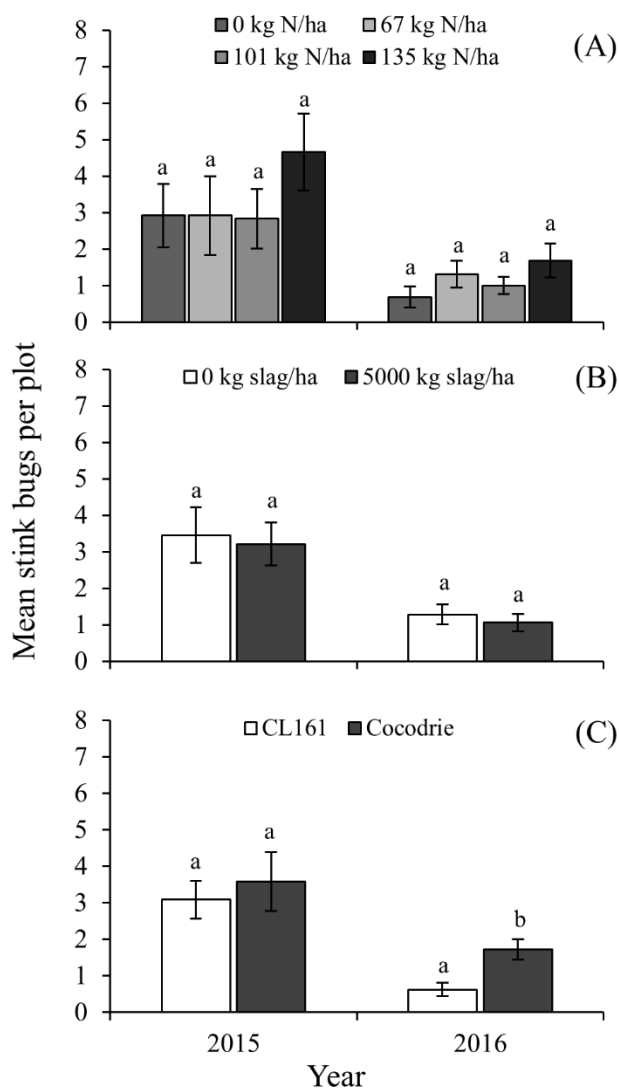 0 kg N/ha 67 kg N/ha
101 kg N/ha 135 kg N/ha
(A)
8
7
6
5
4
3
2
1
0
a a a a a a a a
0 kg slag/ha 5000 kg slag/ha
(B)
8
7
6
5
4
3
2
1
0
a a a a
Mean stink bugs per plot
CL161 Cocodrie
(C)
8
7
6
5
4
3
2
1
0
a a a b
2015 2016
Year